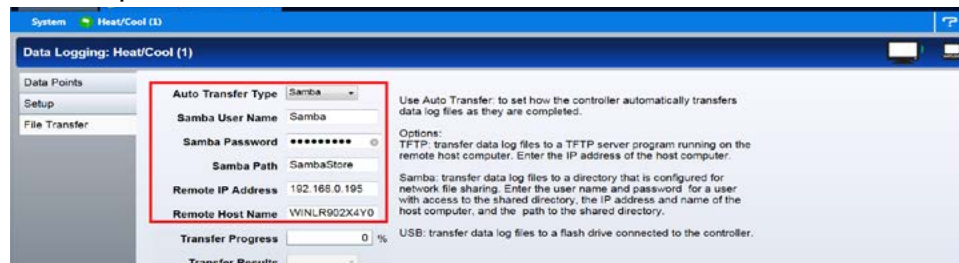 System Heat/Cool (1)
?
Data Logging: Heat/Cool (1)
Data Points
Setup
File Transfer
Auto Transfer Type Samba
Samba User Name Samba
Samba Password •••••••••
Samba Path SambaStore
Remote IP Address 192.168.0.195
Remote Host Name WINLR902X4Y0
Transfer Progress 0 %
Transfer Results
Use Auto Transfer: to set how the controller automatically transfers
data log files as they are completed.
Options:
TFTP: transfer data log files to a TFTP server program running on the
remote host computer. Enter the IP address of the host computer.
Samba: transfer data log files to a directory that is configured for
network file sharing. Enter the user name and password for a user
with access to the shared directory, the IP address and name of the
host computer, and the path to the shared directory.
USB: transfer data log files to a flash drive connected to the controller.